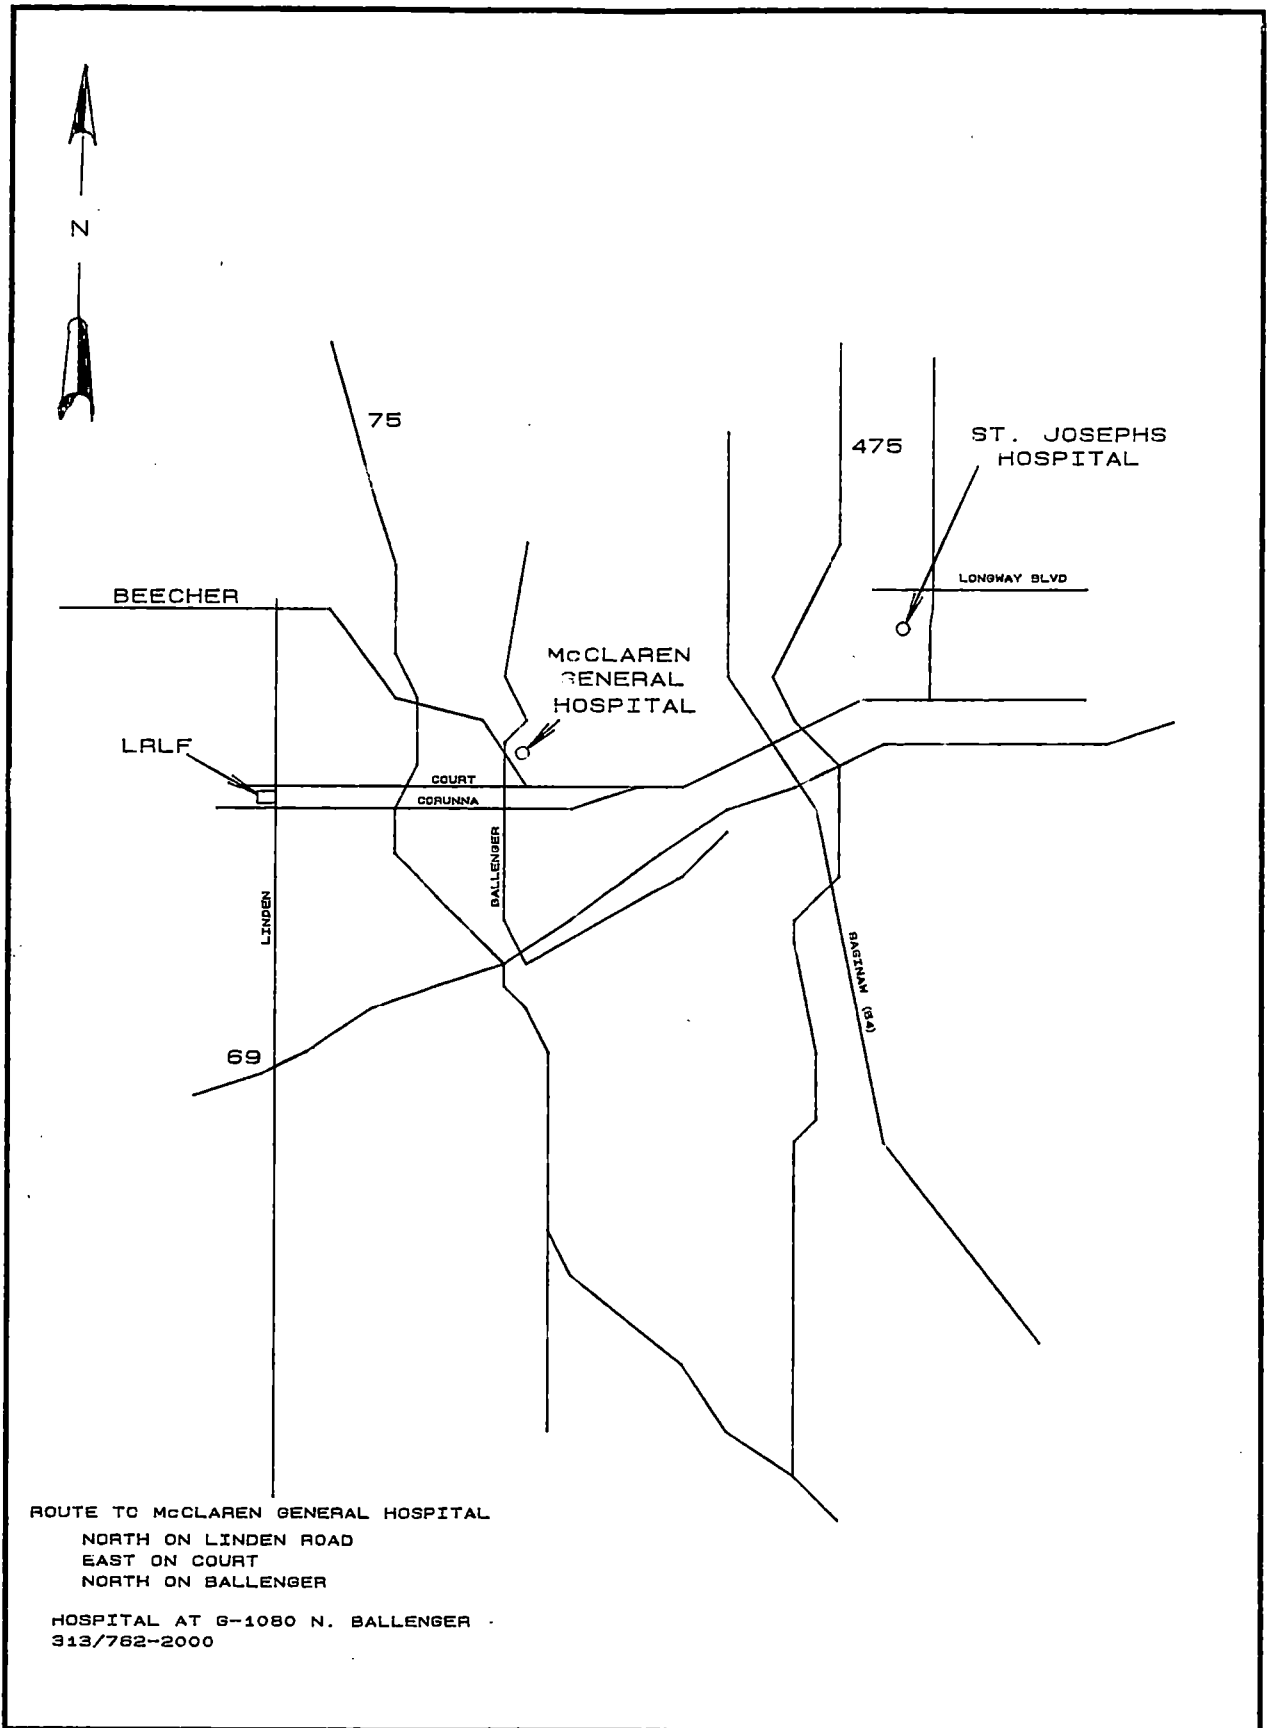 N
75
475
ST. JOSEPHS
HOSPITAL
LONGWAY BLVD
BEECHER
McCLAREN
GENERAL
HOSPITAL
LRLF
COURT
CORUNNA
BALLENGER
LINDEN
SAGINAW (54)
69
ROUTE TO McCLAREN GENERAL HOSPITAL
NORTH ON LINDEN ROAD
EAST ON COURT
NORTH ON BALLENGER
HOSPITAL AT G-1080 N. BALLENGER
313/762-2000